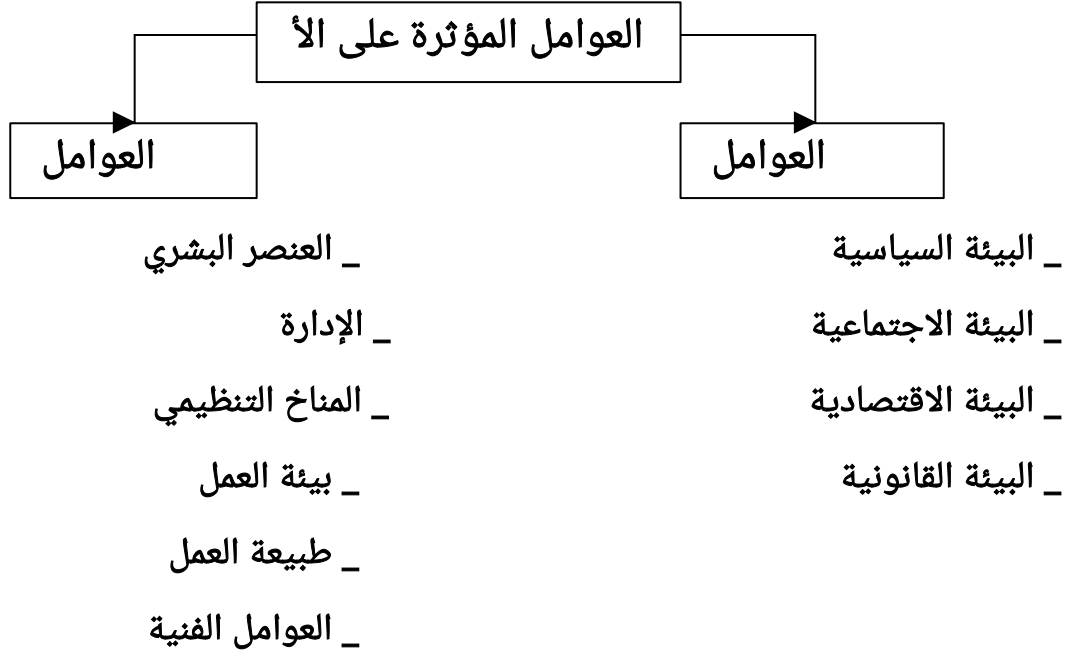 العوامل المؤثرة على الأ
العوامل
_ البيئة السياسية
_ البيئة الاجتماعية
_ البيئة الاقتصادية
_ البيئة القانونية
العوامل
_ العنصر البشري
_ الإدارة
_ المناخ التنظيمي
_ بيئة العمل
_ طبيعة العمل
_ العوامل الفنية